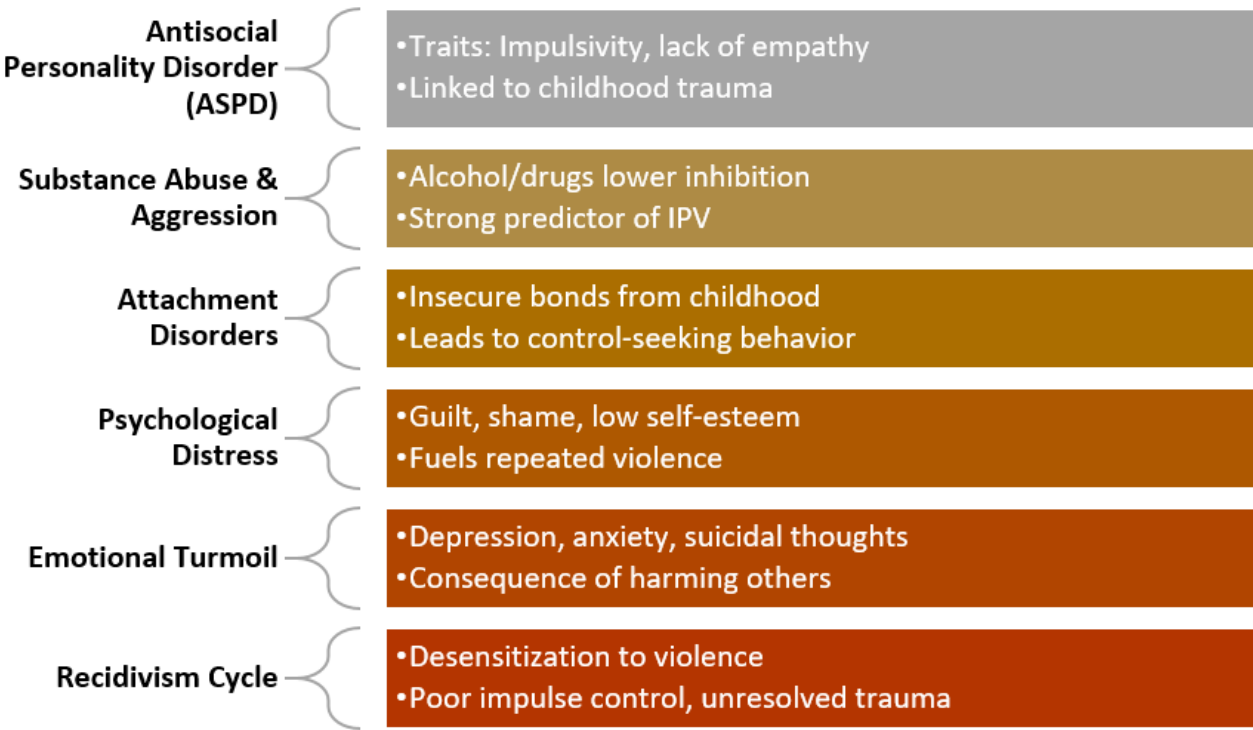 Antisocial
Personality Disorder
(ASPD)
•Traits: Impulsivity, lack of empathy
•Linked to childhood trauma
Substance Abuse &
Aggression
•Alcohol/drugs lower inhibition
•Strong predictor of IPV
Attachment
Disorders
•Insecure bonds from childhood
•Leads to control-seeking behavior
Psychological
Distress
•Guilt, shame, low self-esteem
•Fuels repeated violence
Emotional Turmoil
•Depression, anxiety, suicidal thoughts
•Consequence of harming others
Recidivism Cycle
•Desensitization to violence
•Poor impulse control, unresolved trauma